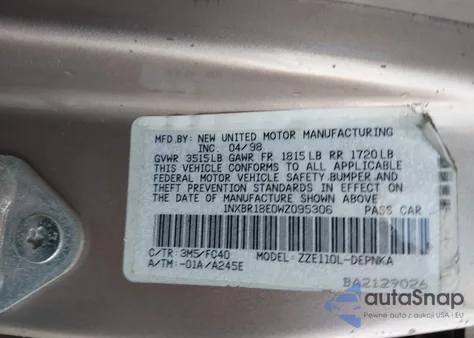 MFD.BY: NEW UNITED MOTOR MANUFACTURING
INC. 04/98
GVWR 3515LB GAWR FR 1815LB RR 1720LB
THIS VEHICLE CONFORMS TO ALL APPLICABLE
FEDERAL MOTOR VEHICLE SAFETY,BUMPER,AND
THEFT PREVENTION STANDARDS IN EFFECT ON
THE DATE OF MANUFACTURE SHOWN ABOVE.
1NXBR18E0WZ095306 PASS CAR
C/TR: 3M5/FC40 MODEL: ZZE110L-DEPNKA
A/TM: -01A/A245E
BA2129026
autoSnap
Pewne auta z aukcji USA i EU